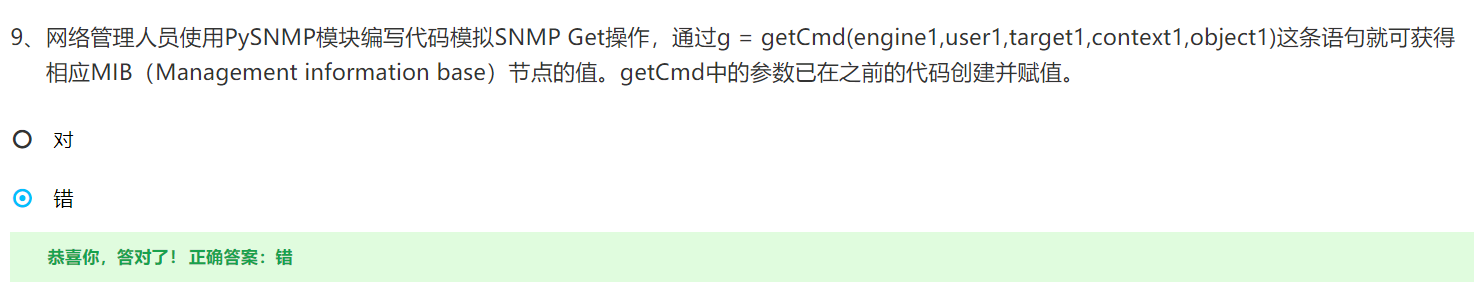 9、网络管理人员使用PySNMP模块编写代码模拟SNMP Get操作，通过g = getCmd(engine1,user1,target1,context1,object1)这条语句就可获得
相应MIB（Management information base）节点的值。getCmd中的参数已在之前的代码创建并赋值。
对
错
恭喜你，答对了！ 正确答案：错